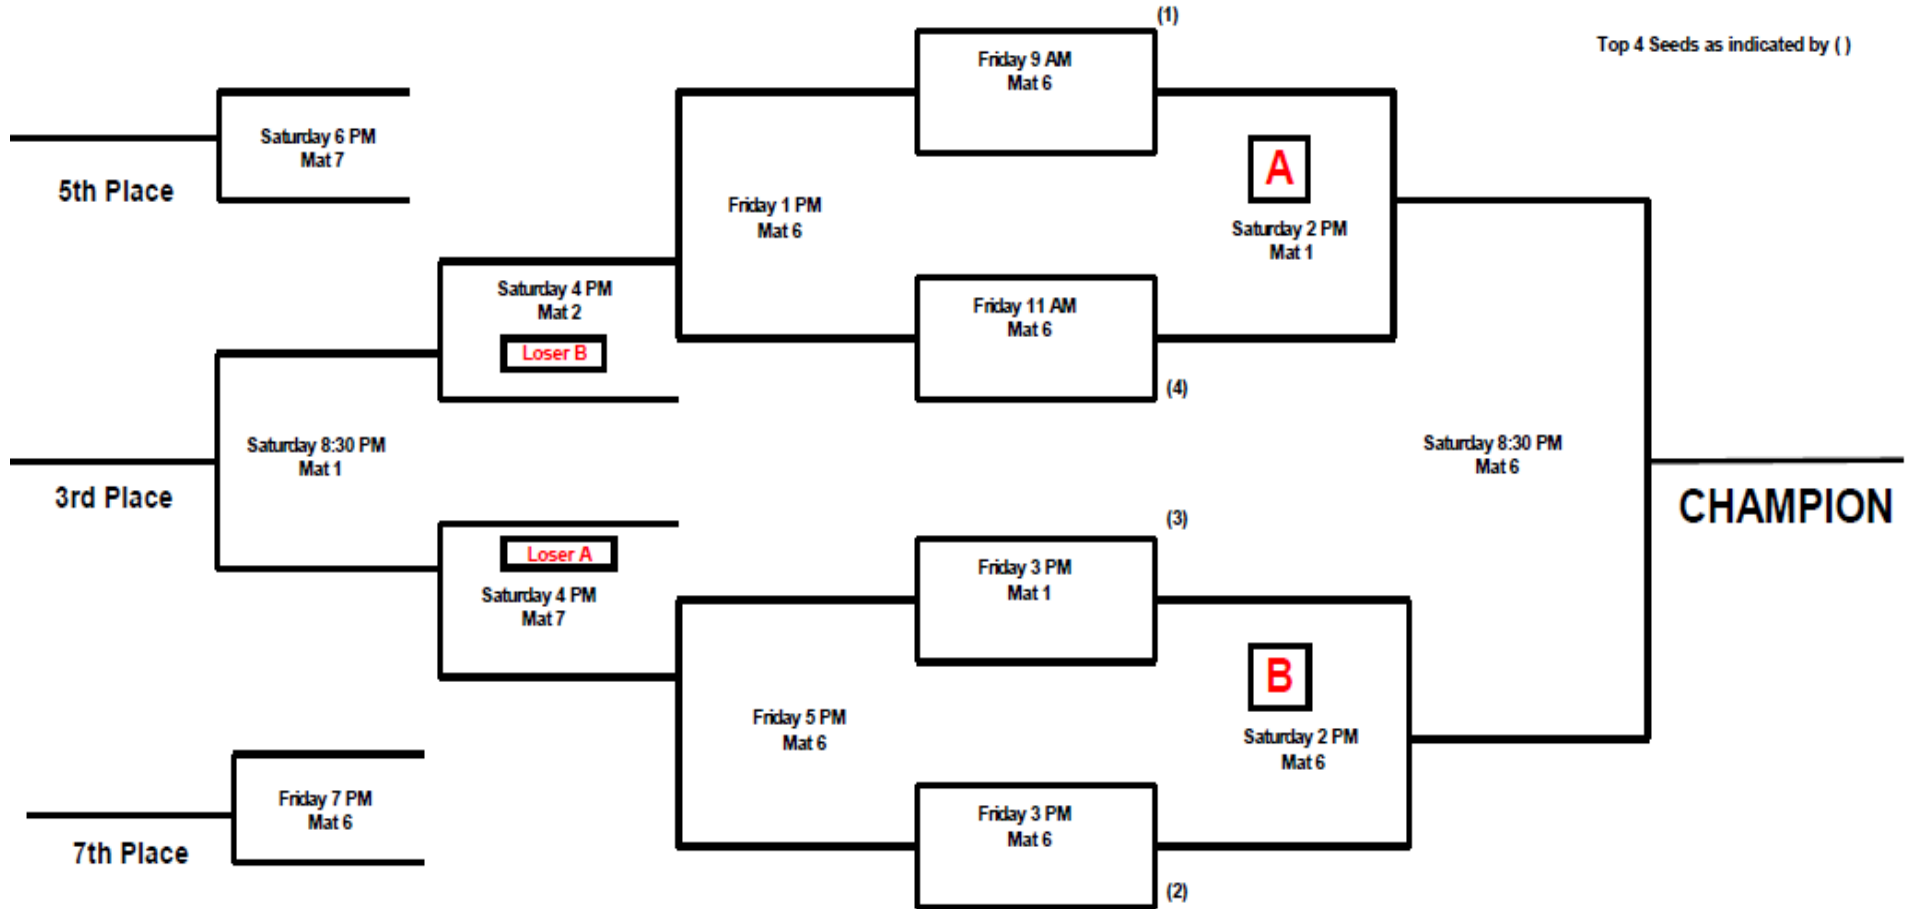 (1)
Top 4 Seeds as indicated by ( )
Friday 9 AM
Mat 6
Saturday 6 PM
Mat 7
5th Place
A
Friday 1 PM
Mat 6
Saturday 2 PM
Mat 1
Saturday 4 PM
Mat 2
Loser B
Friday 11 AM
Mat 6
(4)
Saturday 8:30 PM
Mat 1
3rd Place
Saturday 8:30 PM
Mat 6
CHAMPION
(3)
Loser A
Saturday 4 PM
Mat 7
Friday 3 PM
Mat 1
B
Friday 5 PM
Mat 6
Saturday 2 PM
Mat 6
Friday 7 PM
Mat 6
7th Place
Friday 3 PM
Mat 6
(2)